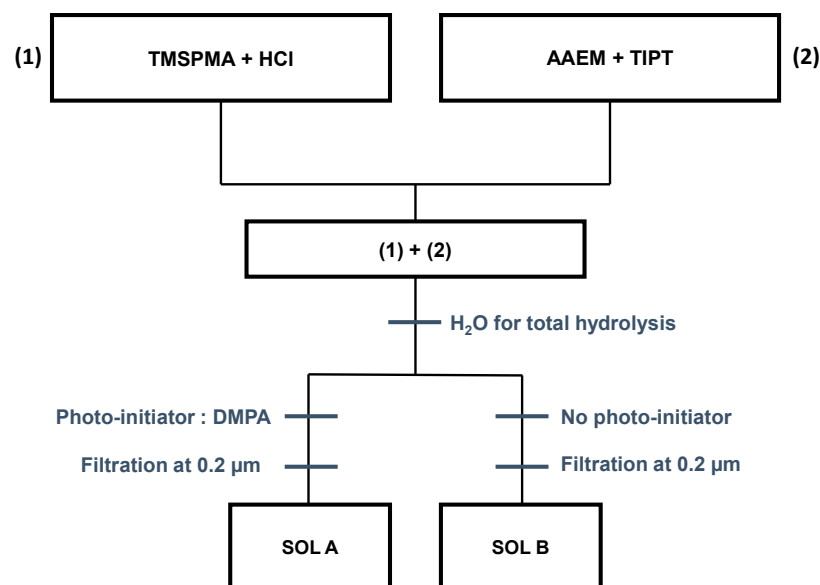 (1)
TMSPMA + HCl
AAEM + TIPT
(2)
(1) + (2)
H₂O for total hydrolysis
Photo-initiator : DMPA
No photo-initiator
Filtration at 0.2 µm
Filtration at 0.2 µm
SOL A
SOL B